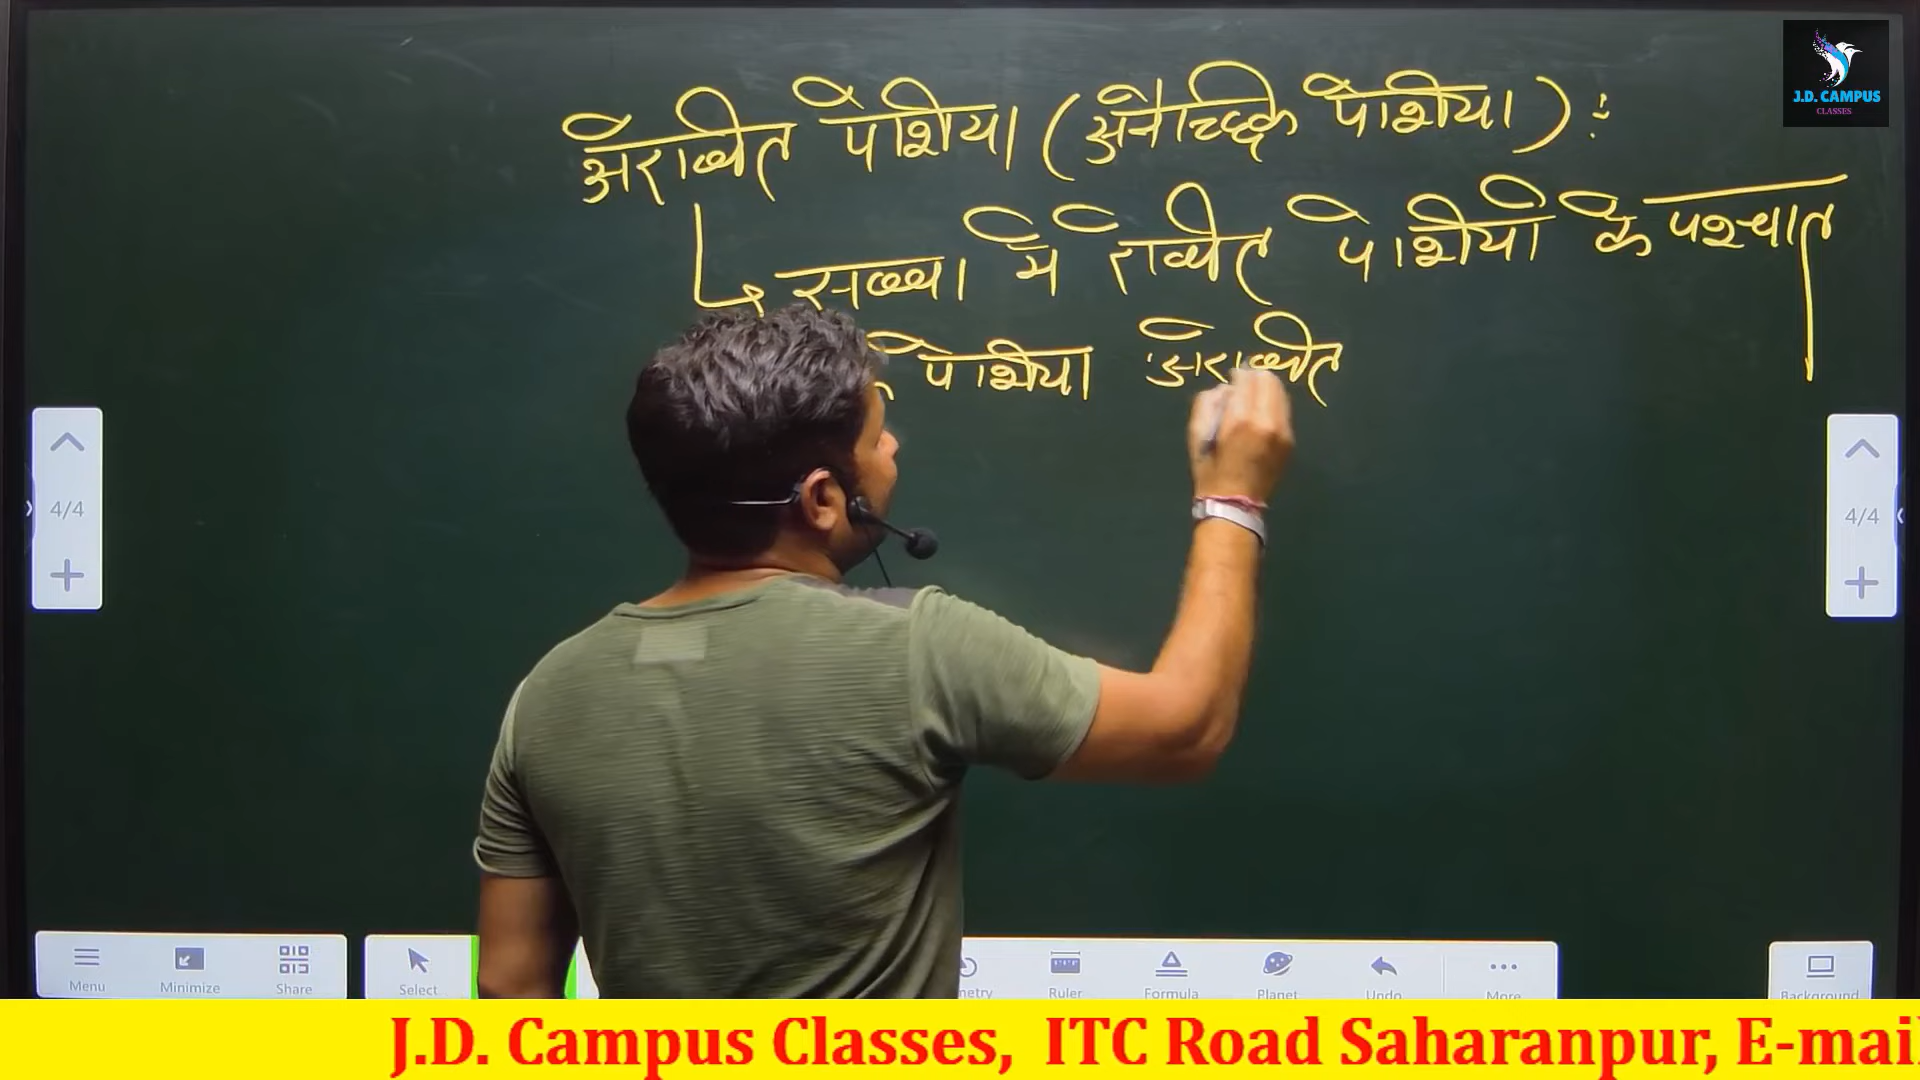 अरेखित पेशिया (अनैच्छिक पेशिया) :
संख्या में रेखित पेशीयों के पश्चात
पेशीया अरेखित
J.D. CAMPUS
CLASSES
4/4
4/4
Menu
Minimize
Share
Select
Ruler
Formula
Planet
Undo
More
Background
J.D. Campus Classes, ITC Road Saharanpur, E-mai